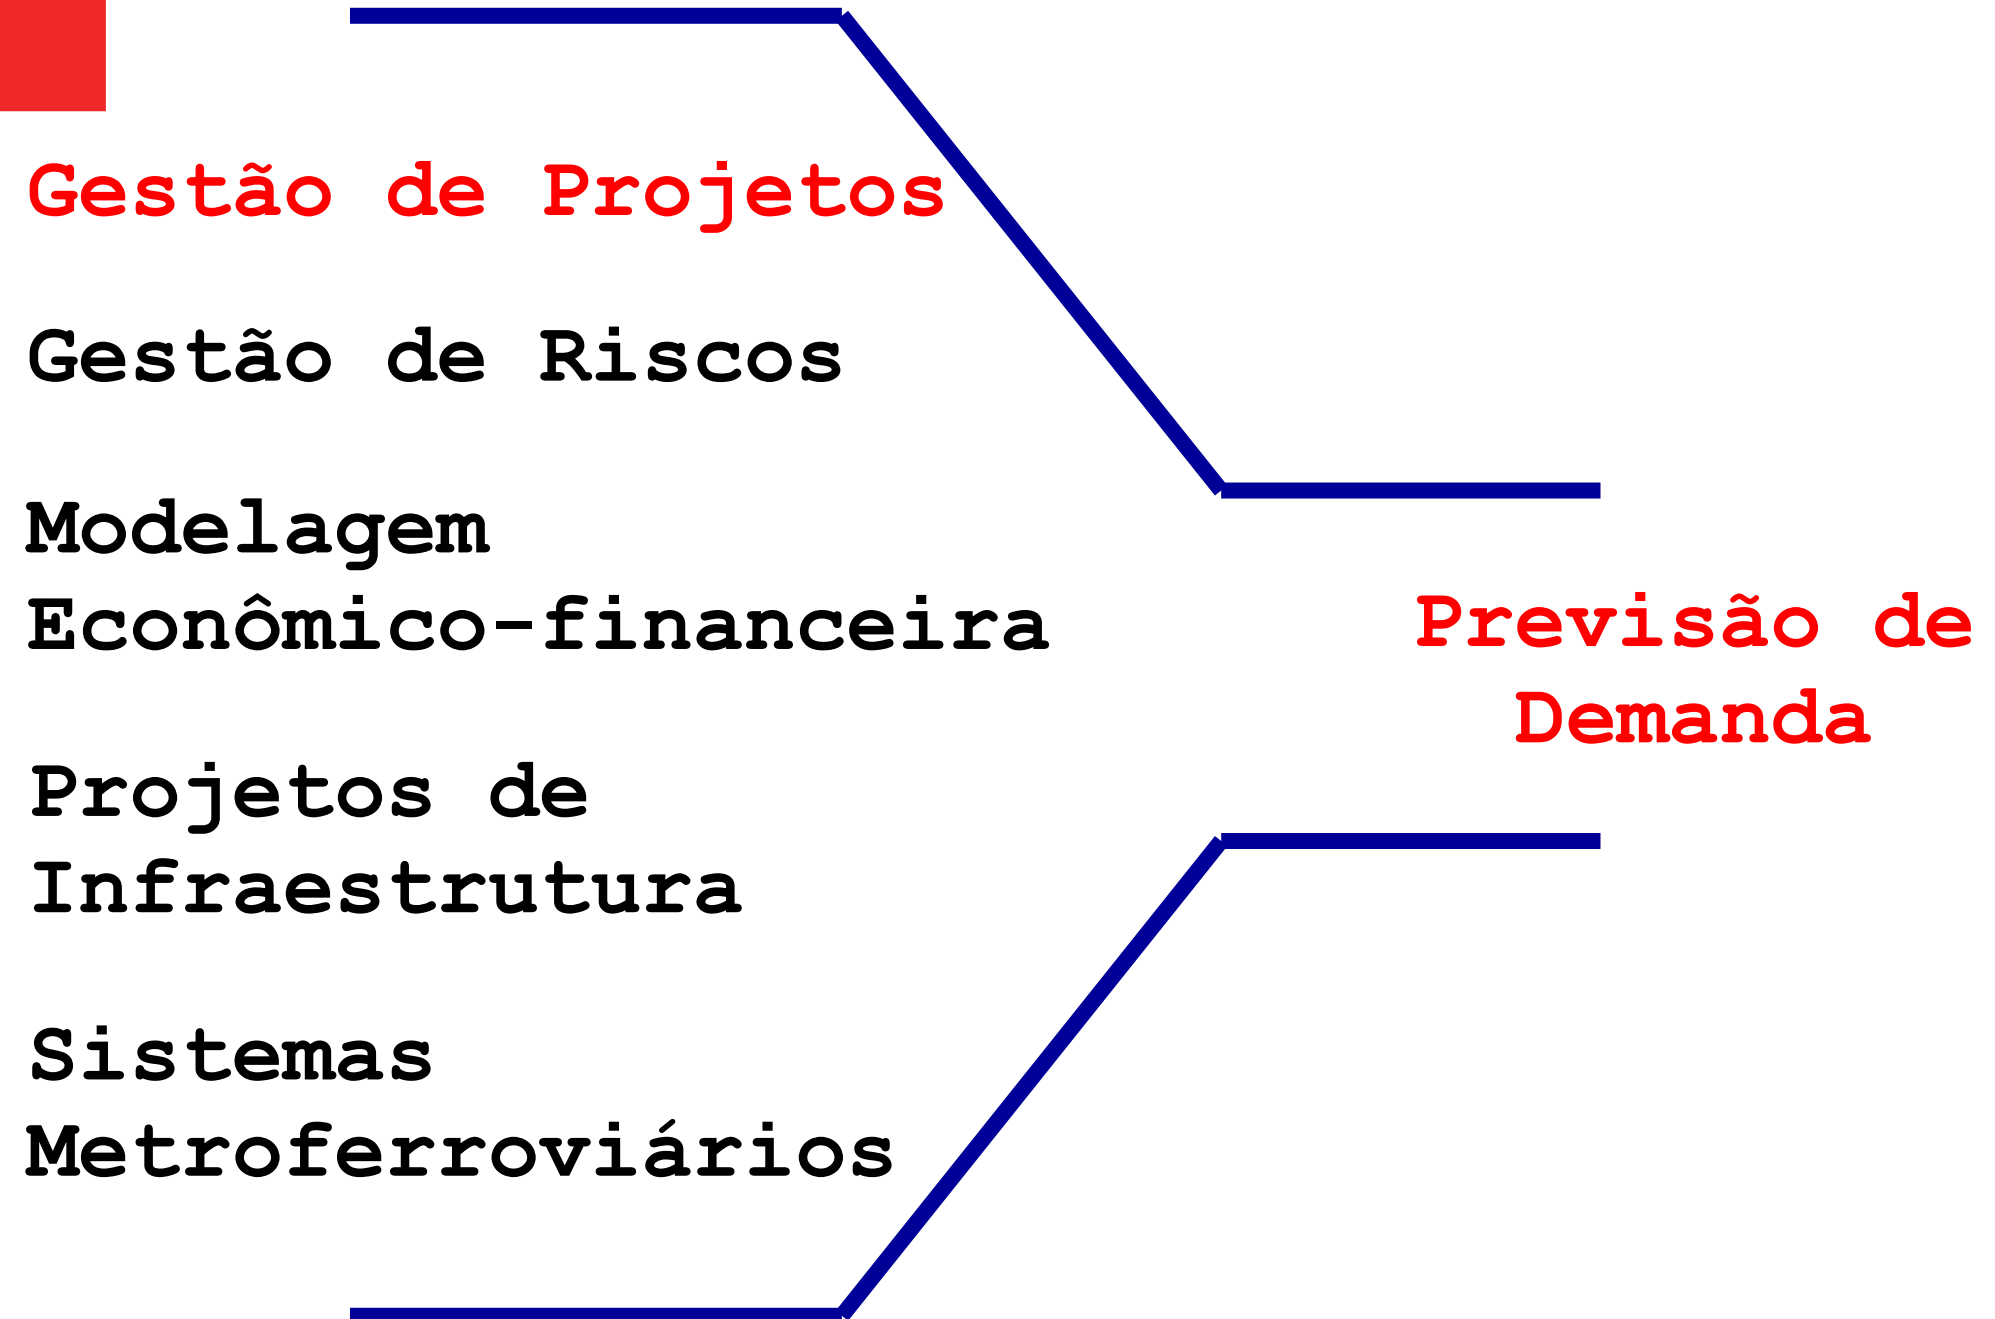 Gestão de Projetos
Gestão de Riscos
Modelagem
Econômico-financeira
Projetos de
Infraestrutura
Sistemas
Metroferroviários
Previsão de
Demanda